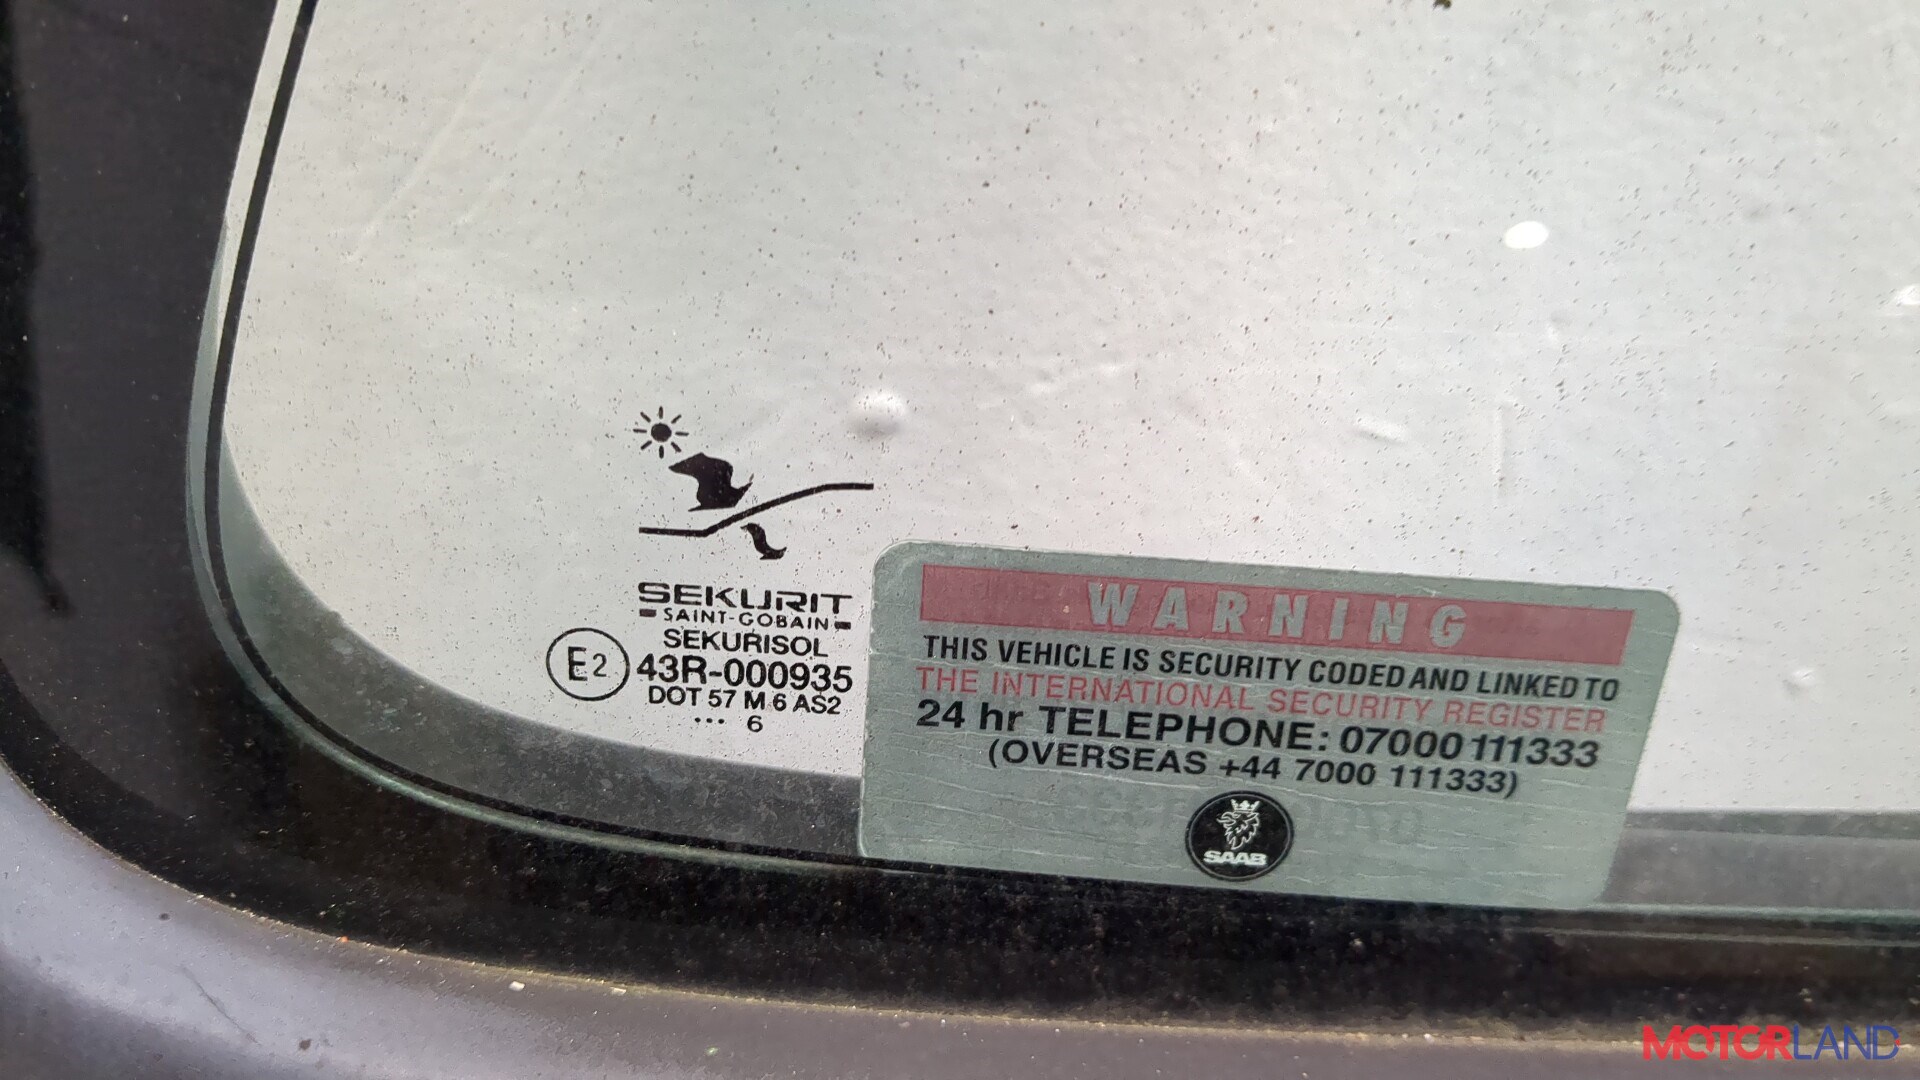 SEKURIT
SAINT-GOBAIN
SEKURISOL
E2 43R-000935
DOT 57 M 6 AS2
... 6
WARNING
THIS VEHICLE IS SECURITY CODED AND LINKED TO
THE INTERNATIONAL SECURITY REGISTER
24 hr TELEPHONE: 07000 111333
(OVERSEAS +44 7000 111333)
SAAB
MOTORLAND